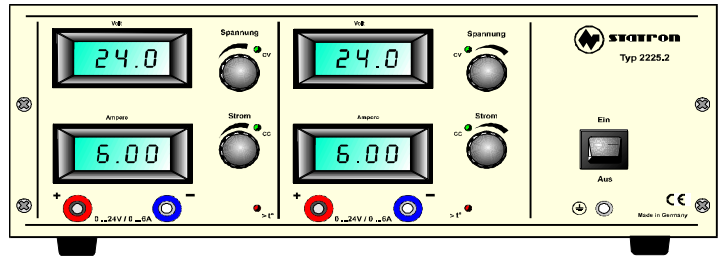 Volt
24.0
Spannung
CV
Ampere
6.00
Strom
CC
+ −
0 ...24V / 0 ...6A
> t°
Volt
24.0
Spannung
CV
Ampere
6.00
Strom
CC
+ −
0 ...24V / 0 ...6A
> t°
statron
Typ 2225.2
Ein
Aus
CE
Made in Germany